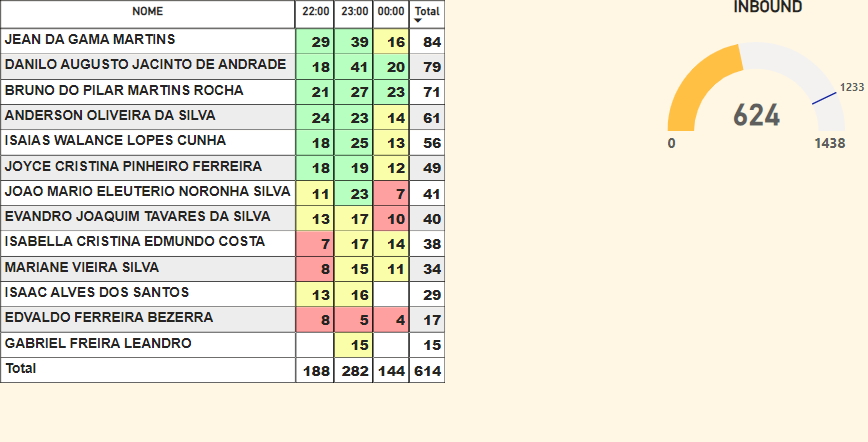 NOME 22:00 23:00 00:00 Total
JEAN DA GAMA MARTINS 29 39 16 84
DANILO AUGUSTO JACINTO DE ANDRADE 18 41 20 79
BRUNO DO PILAR MARTINS ROCHA 21 27 23 71
ANDERSON OLIVEIRA DA SILVA 24 23 14 61
ISAIAS WALANCE LOPES CUNHA 18 25 13 56
JOYCE CRISTINA PINHEIRO FERREIRA 18 19 12 49
JOAO MARIO ELEUTERIO NORONHA SILVA 11 23 7 41
EVANDRO JOAQUIM TAVARES DA SILVA 13 17 10 40
ISABELLA CRISTINA EDMUNDO COSTA 7 17 14 38
MARIANE VIEIRA SILVA 8 15 11 34
ISAAC ALVES DOS SANTOS 13 16 29
EDVALDO FERREIRA BEZERRA 8 5 4 17
GABRIEL FREIRA LEANDRO 15 15
Total 188 282 144 614
INBOUND
1233
624
0 1438